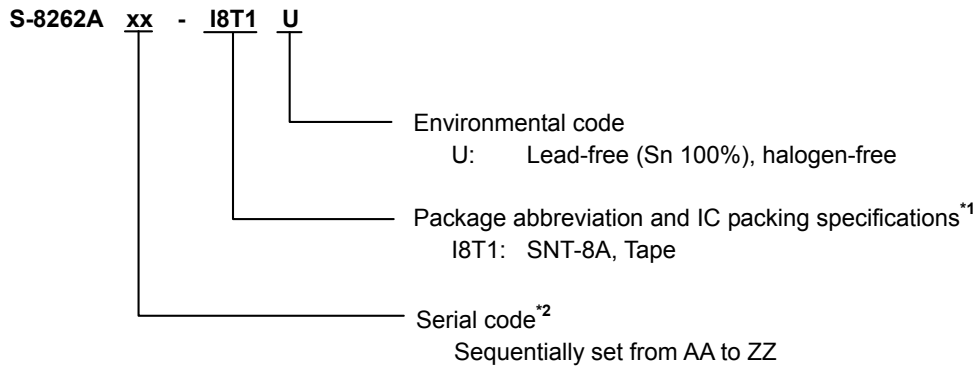 S-8262A xx - I8T1 U
Environmental code
U: Lead-free (Sn 100%), halogen-free
Package abbreviation and IC packing specifications*1
I8T1: SNT-8A, Tape
Serial code*2
Sequentially set from AA to ZZ